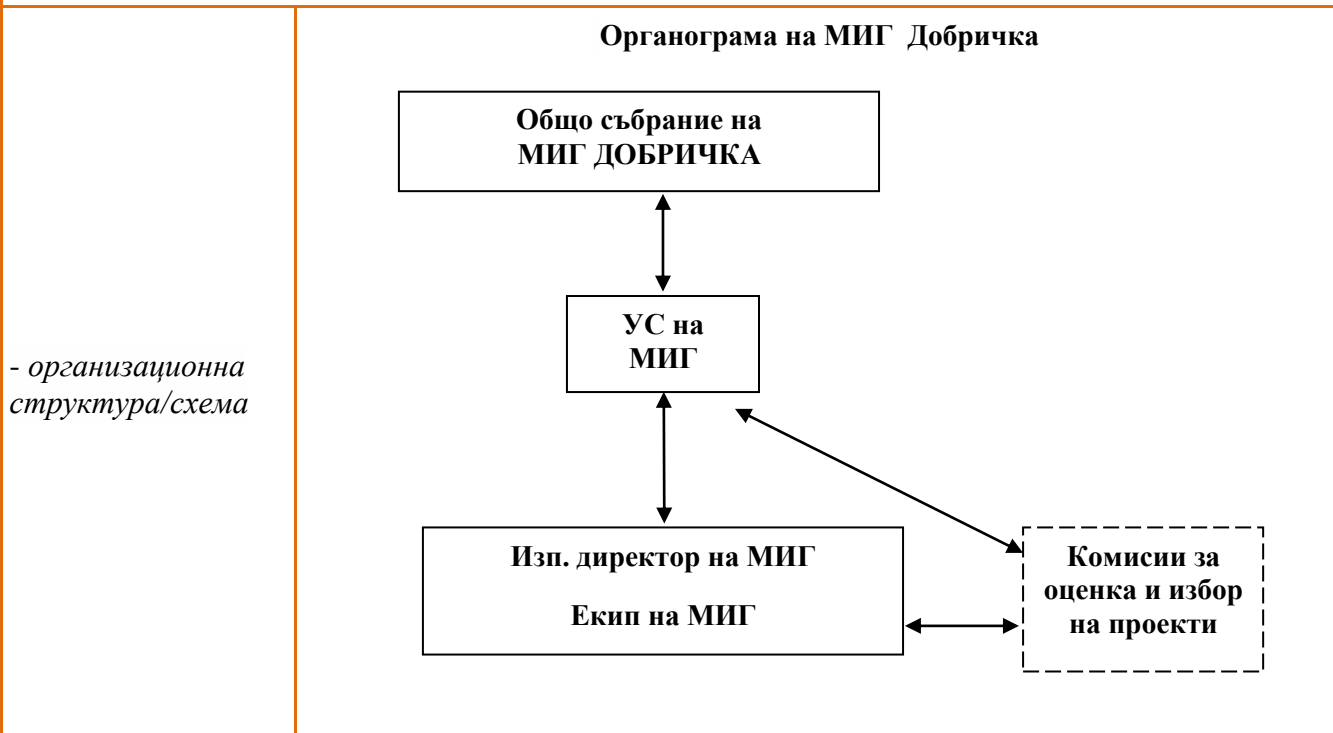 Органограма на МИГ Добричка
Общо събрание на
МИГ ДОБРИЧКА
УС на
МИГ
- организационна
структура/схема
Изп. директор на МИГ
Екип на МИГ
Комисии за
оценка и избор
на проекти